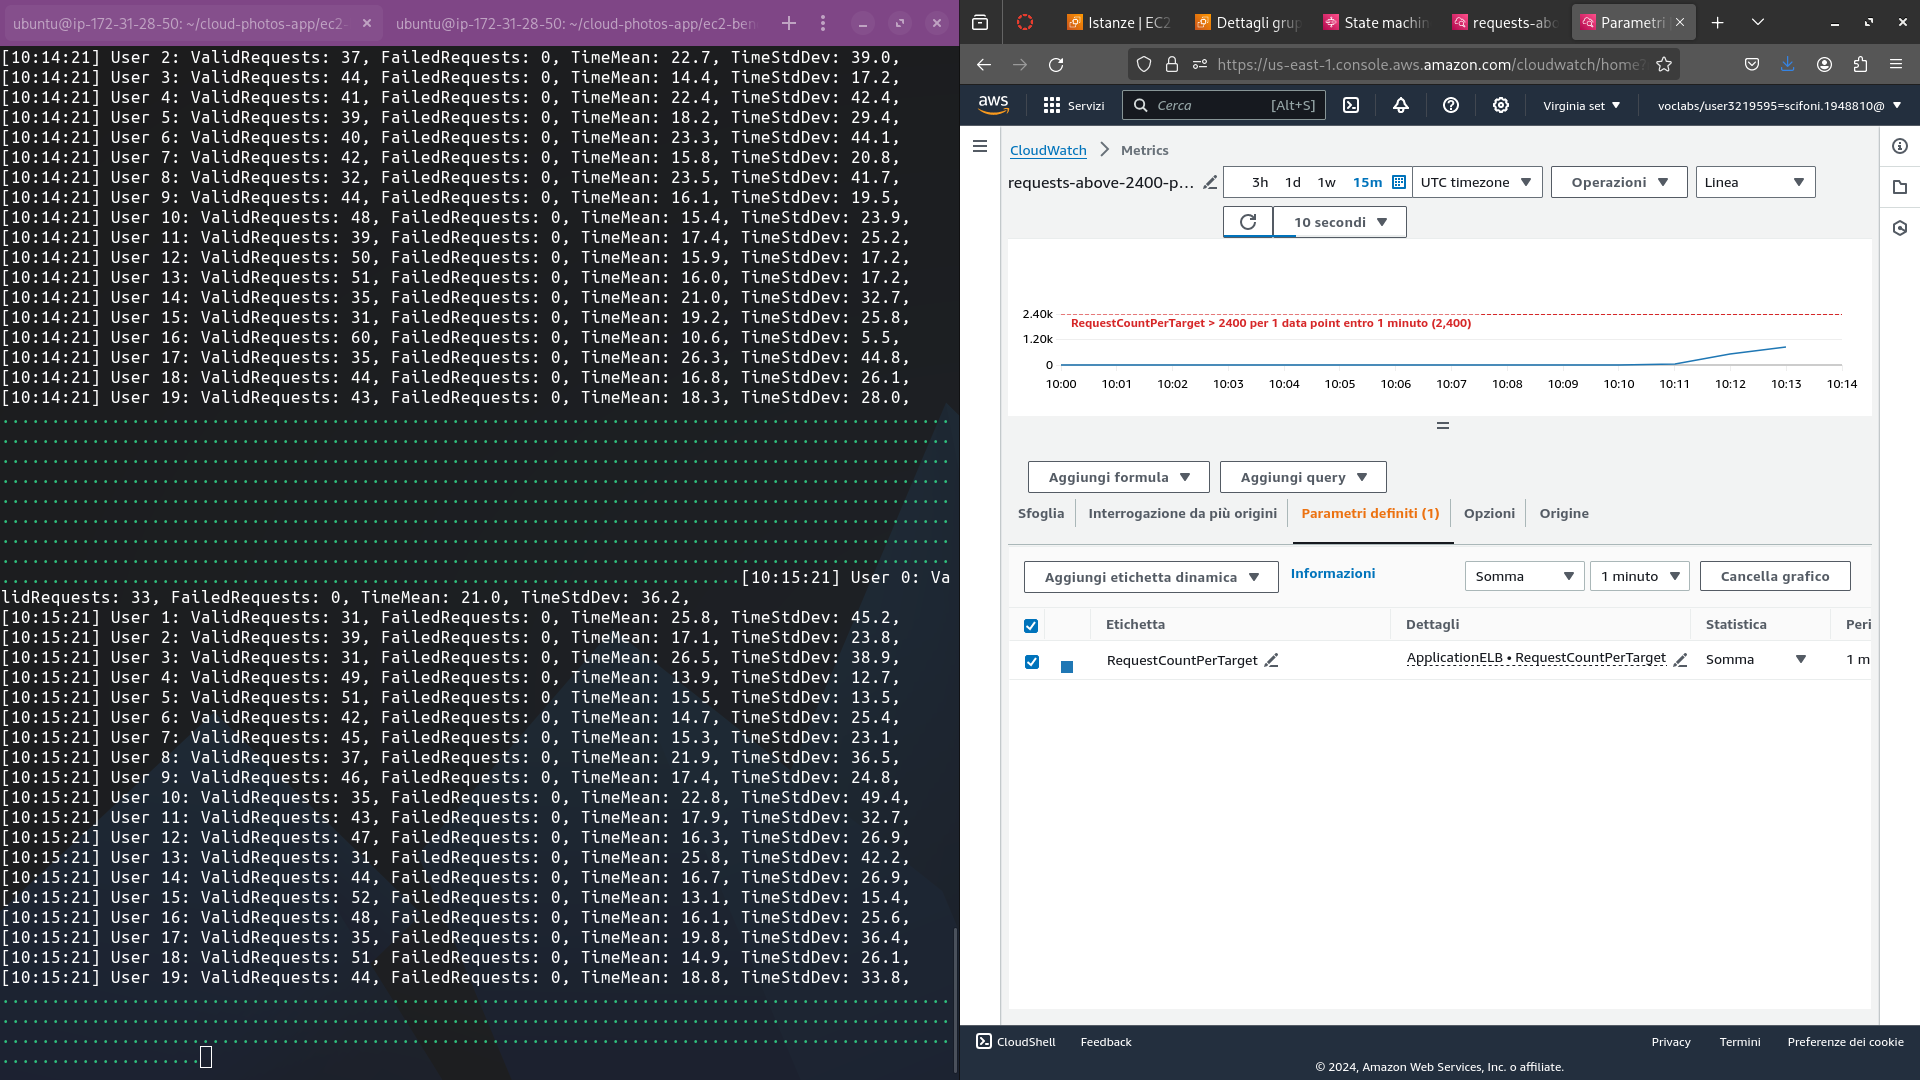 ubuntu@ip-172-31-28-50: ~/cloud-photos-app/ec2-
ubuntu@ip-172-31-28-50: ~/cloud-photos-app/ec2-ben
[10:14:21] User 2: ValidRequests: 37, FailedRequests: 0, TimeMean: 22.7, TimeStdDev: 39.0,
[10:14:21] User 3: ValidRequests: 44, FailedRequests: 0, TimeMean: 14.4, TimeStdDev: 17.2,
[10:14:21] User 4: ValidRequests: 41, FailedRequests: 0, TimeMean: 22.4, TimeStdDev: 42.4,
[10:14:21] User 5: ValidRequests: 39, FailedRequests: 0, TimeMean: 18.2, TimeStdDev: 29.4,
[10:14:21] User 6: ValidRequests: 40, FailedRequests: 0, TimeMean: 23.3, TimeStdDev: 44.1,
[10:14:21] User 7: ValidRequests: 42, FailedRequests: 0, TimeMean: 15.8, TimeStdDev: 20.8,
[10:14:21] User 8: ValidRequests: 32, FailedRequests: 0, TimeMean: 23.5, TimeStdDev: 41.7,
[10:14:21] User 9: ValidRequests: 44, FailedRequests: 0, TimeMean: 16.1, TimeStdDev: 19.5,
[10:14:21] User 10: ValidRequests: 48, FailedRequests: 0, TimeMean: 15.4, TimeStdDev: 23.9,
[10:14:21] User 11: ValidRequests: 39, FailedRequests: 0, TimeMean: 17.4, TimeStdDev: 25.2,
[10:14:21] User 12: ValidRequests: 50, FailedRequests: 0, TimeMean: 15.9, TimeStdDev: 17.2,
[10:14:21] User 13: ValidRequests: 51, FailedRequests: 0, TimeMean: 16.0, TimeStdDev: 17.2,
[10:14:21] User 14: ValidRequests: 35, FailedRequests: 0, TimeMean: 21.0, TimeStdDev: 32.7,
[10:14:21] User 15: ValidRequests: 31, FailedRequests: 0, TimeMean: 19.2, TimeStdDev: 25.8,
[10:14:21] User 16: ValidRequests: 60, FailedRequests: 0, TimeMean: 10.6, TimeStdDev: 5.5,
[10:14:21] User 17: ValidRequests: 35, FailedRequests: 0, TimeMean: 26.3, TimeStdDev: 44.8,
[10:14:21] User 18: ValidRequests: 44, FailedRequests: 0, TimeMean: 16.8, TimeStdDev: 26.1,
[10:14:21] User 19: ValidRequests: 43, FailedRequests: 0, TimeMean: 18.3, TimeStdDev: 28.0,
[10:15:21] User 0: Va
lidRequests: 33, FailedRequests: 0, TimeMean: 21.0, TimeStdDev: 36.2,
[10:15:21] User 1: ValidRequests: 31, FailedRequests: 0, TimeMean: 25.8, TimeStdDev: 45.2,
[10:15:21] User 2: ValidRequests: 39, FailedRequests: 0, TimeMean: 17.1, TimeStdDev: 23.8,
[10:15:21] User 3: ValidRequests: 31, FailedRequests: 0, TimeMean: 26.5, TimeStdDev: 38.9,
[10:15:21] User 4: ValidRequests: 49, FailedRequests: 0, TimeMean: 13.9, TimeStdDev: 12.7,
[10:15:21] User 5: ValidRequests: 51, FailedRequests: 0, TimeMean: 15.5, TimeStdDev: 13.5,
[10:15:21] User 6: ValidRequests: 42, FailedRequests: 0, TimeMean: 14.7, TimeStdDev: 25.4,
[10:15:21] User 7: ValidRequests: 45, FailedRequests: 0, TimeMean: 15.3, TimeStdDev: 23.1,
[10:15:21] User 8: ValidRequests: 37, FailedRequests: 0, TimeMean: 21.9, TimeStdDev: 36.5,
[10:15:21] User 9: ValidRequests: 46, FailedRequests: 0, TimeMean: 17.4, TimeStdDev: 24.8,
[10:15:21] User 10: ValidRequests: 35, FailedRequests: 0, TimeMean: 22.8, TimeStdDev: 49.4,
[10:15:21] User 11: ValidRequests: 43, FailedRequests: 0, TimeMean: 17.9, TimeStdDev: 32.7,
[10:15:21] User 12: ValidRequests: 47, FailedRequests: 0, TimeMean: 16.3, TimeStdDev: 26.9,
[10:15:21] User 13: ValidRequests: 31, FailedRequests: 0, TimeMean: 25.8, TimeStdDev: 42.2,
[10:15:21] User 14: ValidRequests: 44, FailedRequests: 0, TimeMean: 16.7, TimeStdDev: 26.9,
[10:15:21] User 15: ValidRequests: 52, FailedRequests: 0, TimeMean: 13.1, TimeStdDev: 15.4,
[10:15:21] User 16: ValidRequests: 48, FailedRequests: 0, TimeMean: 16.1, TimeStdDev: 25.6,
[10:15:21] User 17: ValidRequests: 35, FailedRequests: 0, TimeMean: 19.8, TimeStdDev: 36.4,
[10:15:21] User 18: ValidRequests: 51, FailedRequests: 0, TimeMean: 14.9, TimeStdDev: 26.1,
[10:15:21] User 19: ValidRequests: 44, FailedRequests: 0, TimeMean: 18.8, TimeStdDev: 33.8,
Istanze | EC2 Dettagli grup State machin requests-abo Parametri |
https://us-east-1.console.aws.amazon.com/cloudwatch/home?
aws Servizi Cerca [Alt+S] Virginia set voclabs/user3219595=scifoni.1948810@
CloudWatch Metrics
requests-above-2400-p... 3h 1d 1w 15m UTC timezone Operazioni Linea
10 secondi
2.40k
RequestCountPerTarget > 2400 per 1 data point entro 1 minuto (2,400)
1.20k
0
10:00 10:01 10:02 10:03 10:04 10:05 10:06 10:07 10:08 10:09 10:10 10:11 10:12 10:13 10:14
Aggiungi formula Aggiungi query
Sfoglia Interrogazione da più origini Parametri definiti (1) Opzioni Origine
Aggiungi etichetta dinamica Informazioni Somma 1 minuto Cancella grafico
Etichetta Dettagli Statistica Peri
RequestCountPerTarget ApplicationELB • RequestCountPerTarget Somma 1 m
CloudShell Feedback Privacy Termini Preferenze dei cookie
© 2024, Amazon Web Services, Inc. o affiliate.